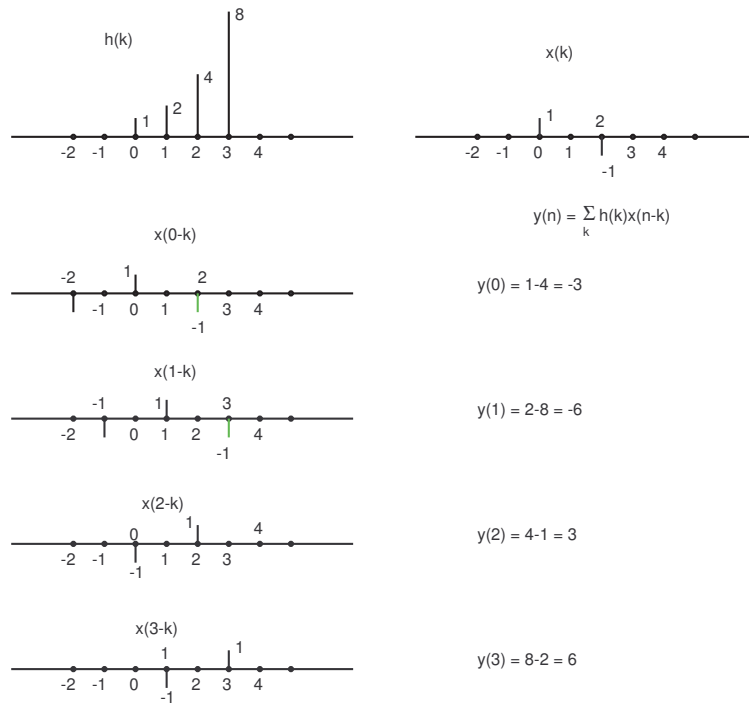 h(k)
8
4
2
1
-2 -1 0 1 2 3 4
x(k)
1
2
-2 -1 0 1 3 4
-1
y(n) = Σ h(k)x(n-k)
k
x(0-k)
-2 1 2
-1 0 1 3 4
-1
y(0) = 1-4 = -3
x(1-k)
-1 1 3
-2 0 1 2 4
-1
y(1) = 2-8 = -6
x(2-k)
0 1 4
-2 -1 1 2 3
-1
y(2) = 4-1 = 3
x(3-k)
1 1
-2 -1 0 2 3 4
-1
y(3) = 8-2 = 6